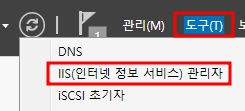 관리(M) 도구(T)
1
DNS
IIS(인터넷 정보 서비스) 관리자
iSCSI 초기자